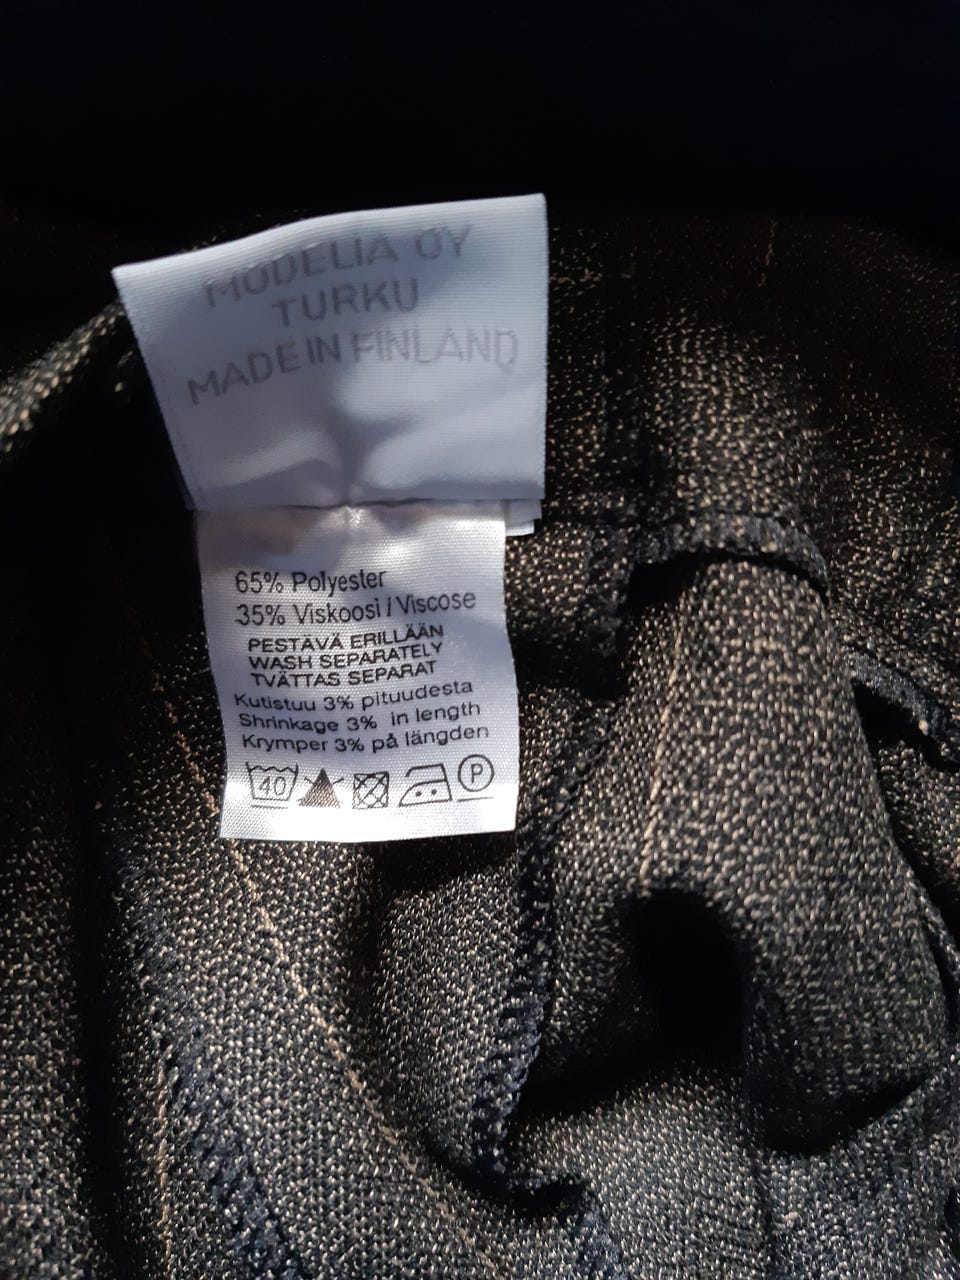 MODELIA OY
TURKU
MADE IN FINLAND
65% Polyester
35% Viskoosi / Viscose
PESTÄVÄ ERILLÄÄN
WASH SEPARATELY
TVÄTTAS SEPARAT
Kutistuu 3% pituudesta
Shrinkage 3% in length
Krymper 3% på längden
40 P